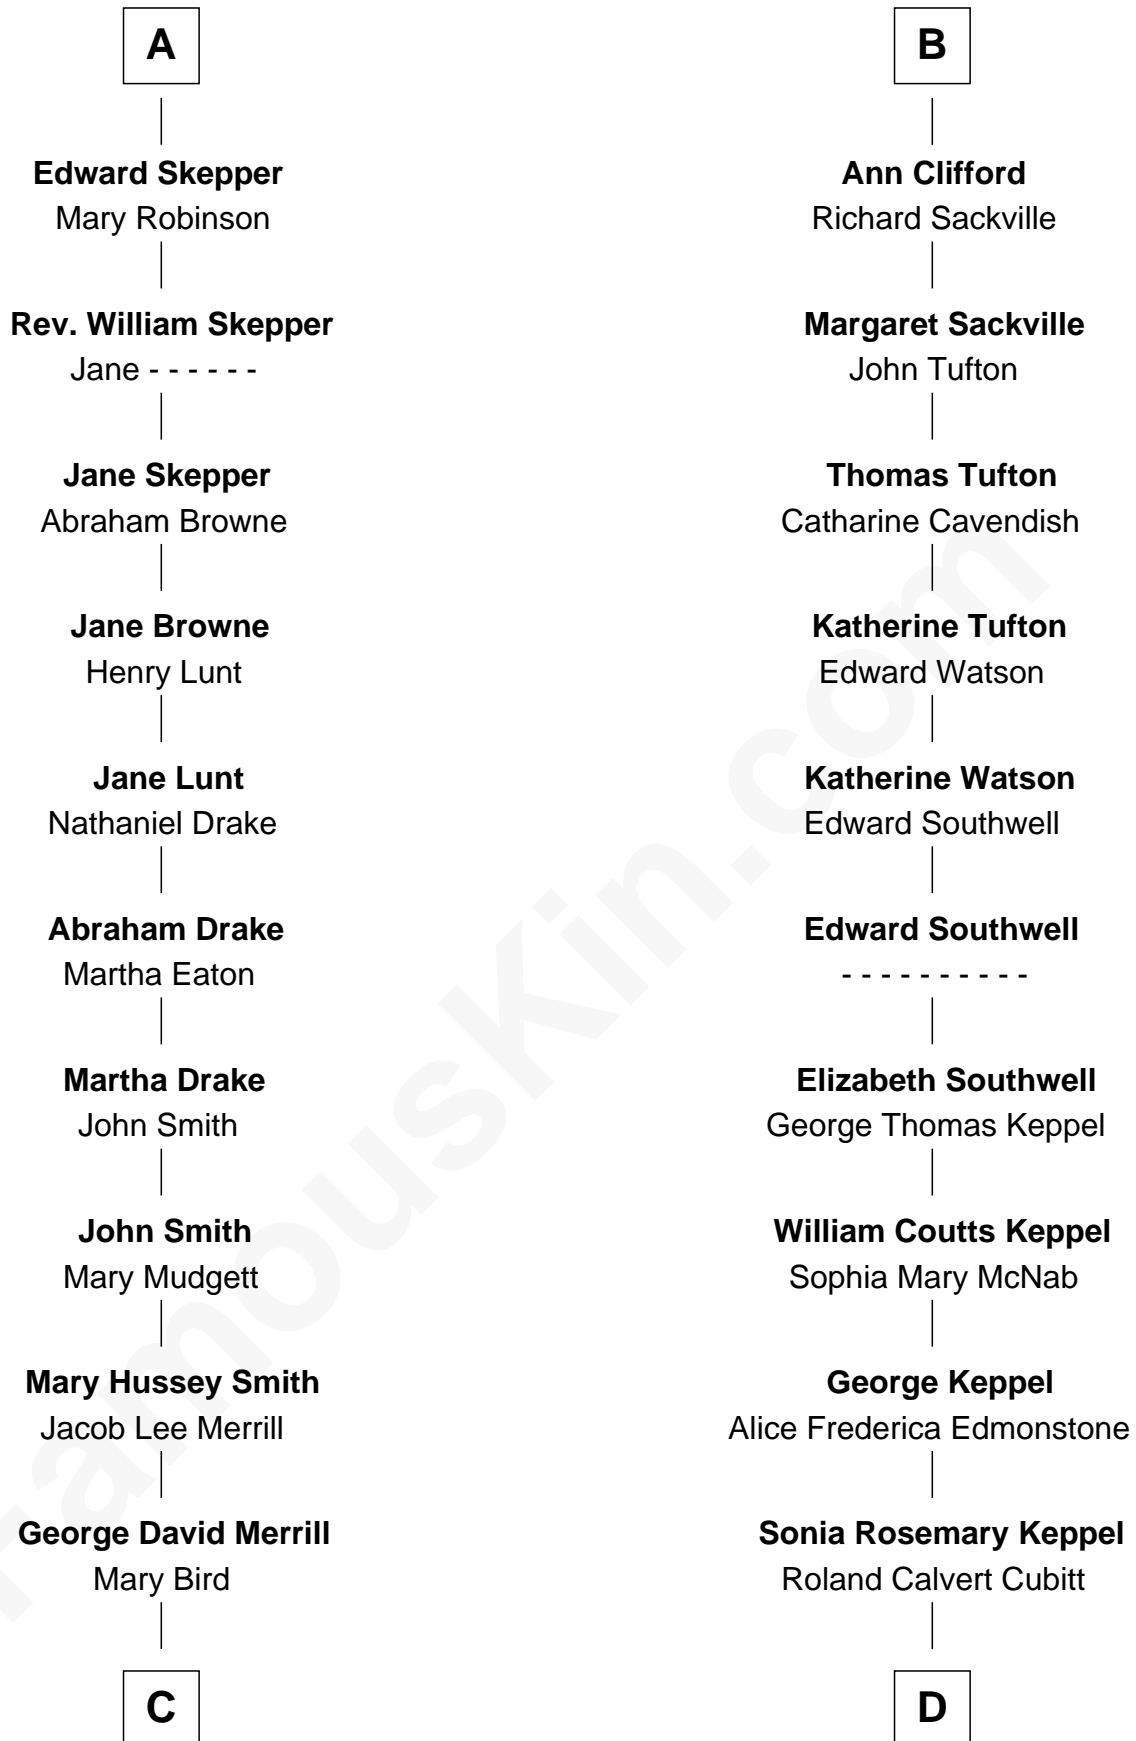 A
Edward Skepper
Mary Robinson
Rev. William Skepper
Jane - - - - - -
Jane Skepper
Abraham Browne
Jane Browne
Henry Lunt
Jane Lunt
Nathaniel Drake
Abraham Drake
Martha Eaton
Martha Drake
John Smith
John Smith
Mary Mudgett
Mary Hussey Smith
Jacob Lee Merrill
George David Merrill
Mary Bird
C
B
Ann Clifford
Richard Sackville
Margaret Sackville
John Tufton
Thomas Tufton
Catharine Cavendish
Katherine Tufton
Edward Watson
Katherine Watson
Edward Southwell
Edward Southwell
- - - - - - - - - -
Elizabeth Southwell
George Thomas Keppel
William Coutts Keppel
Sophia Mary McNab
George Keppel
Alice Frederica Edmonstone
Sonia Rosemary Keppel
Roland Calvert Cubitt
D
FamousKin.com